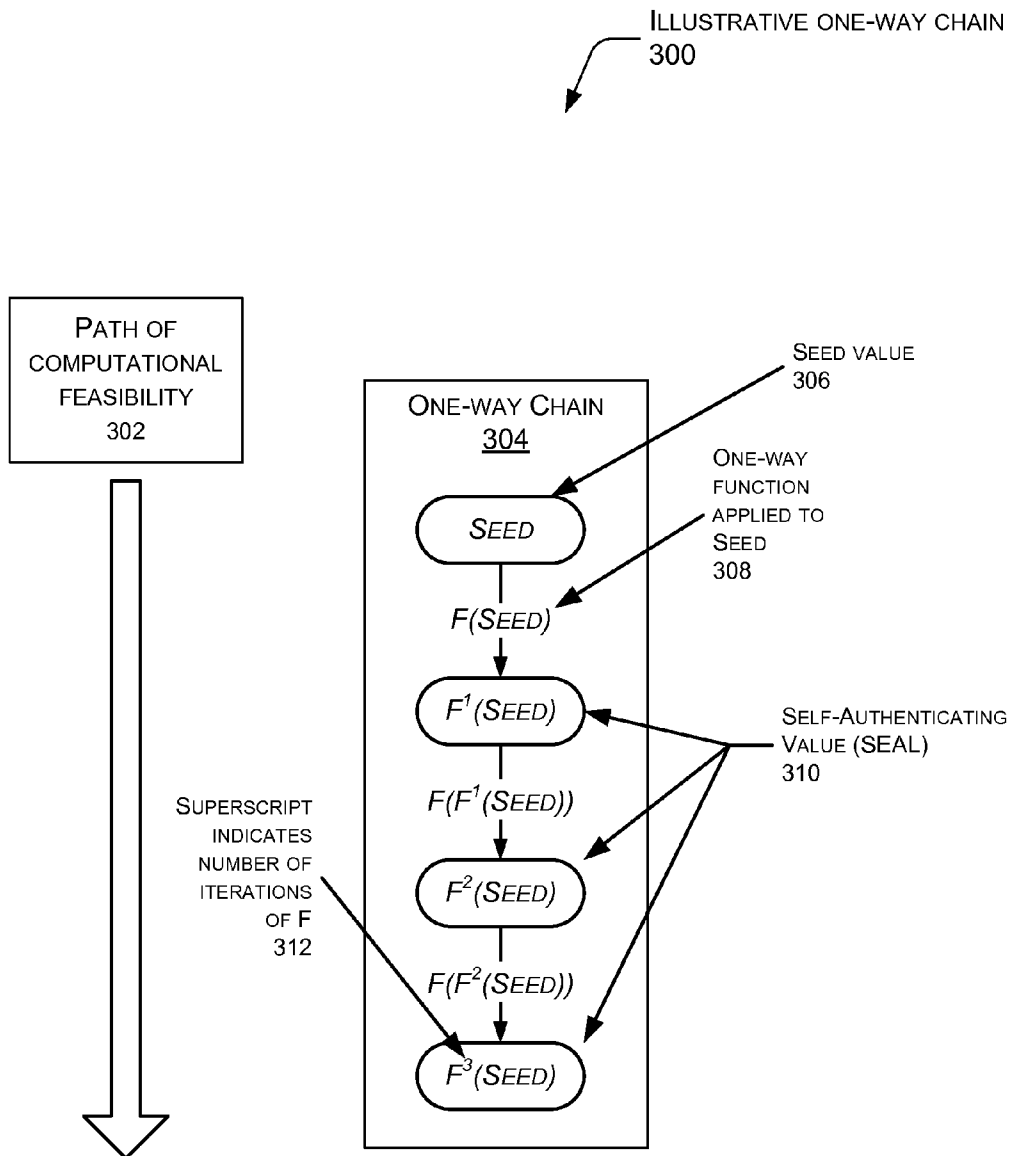 ILLUSTRATIVE ONE-WAY CHAIN
300
PATH OF
COMPUTATIONAL
FEASIBILITY
302
SEED VALUE
306
ONE-WAY CHAIN
304
ONE-WAY
FUNCTION
APPLIED TO
SEED
308
SEED
F(SEED)
F¹(SEED)
SELF-AUTHENTICATING
VALUE (SEAL)
310
F(F¹(SEED))
SUPERSCRIPT
INDICATES
NUMBER OF
ITERATIONS
OF F
312
F²(SEED)
F(F²(SEED))
F³(SEED)